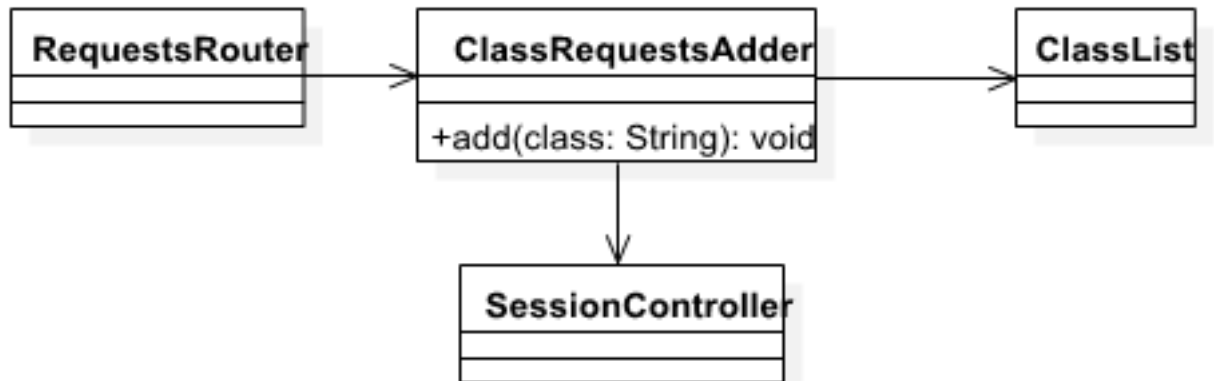 RequestsRouter
ClassRequestsAdder
ClassList
+add(class: String): void
SessionController